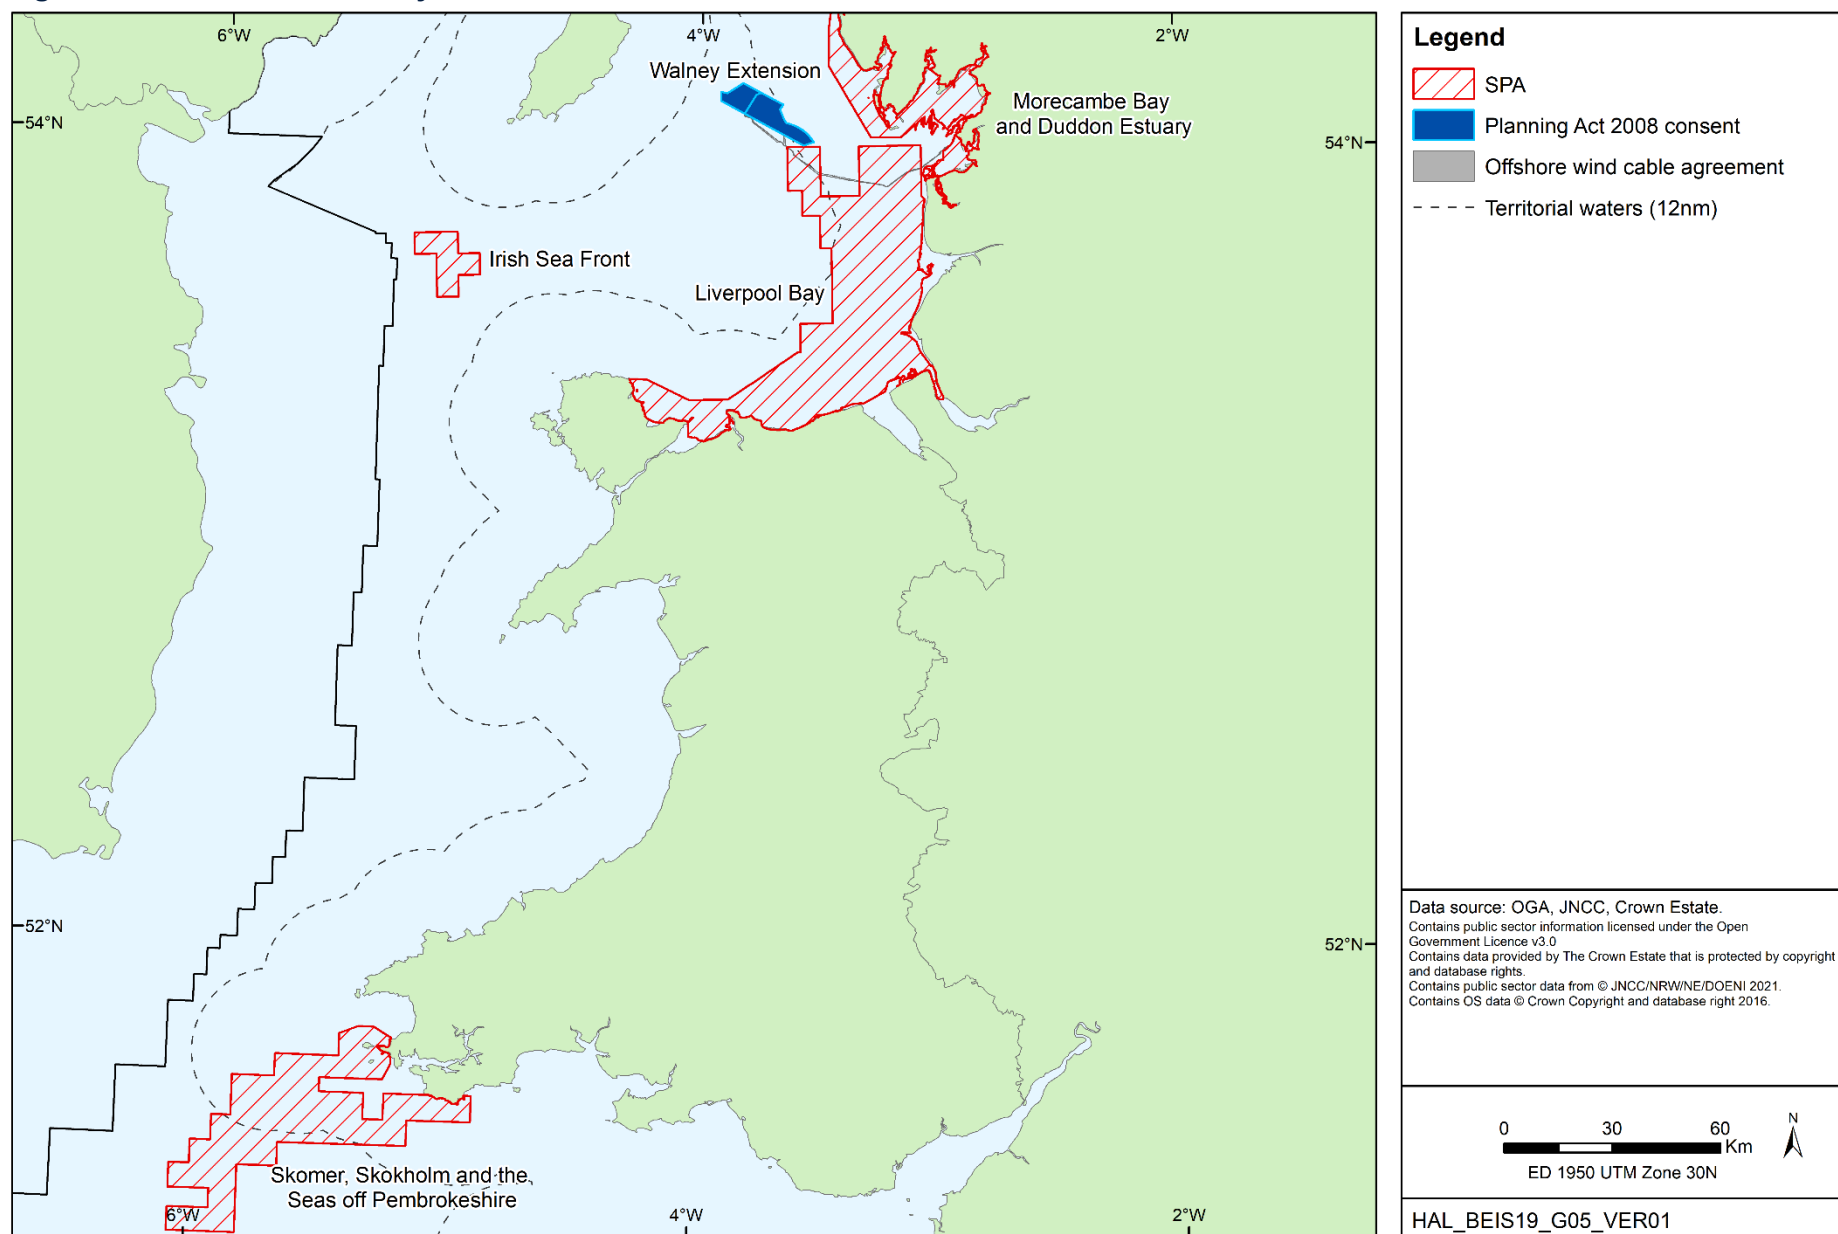 6°W
4°W
2°W
Walney Extension
Morecambe Bay
and Duddon Estuary
54°N
54°N
Irish Sea Front
Liverpool Bay
52°N
52°N
Skomer, Skokholm and the
Seas off Pembrokeshire
6°W
4°W
2°W
Legend
SPA
Planning Act 2008 consent
Offshore wind cable agreement
Territorial waters (12nm)
Data source: OGA, JNCC, Crown Estate.
Contains public sector information licensed under the Open
Government Licence v3.0
Contains data provided by The Crown Estate that is protected by copyright
and database rights.
Contains public sector data from © JNCC/NRW/NE/DOENI 2021.
Contains OS data © Crown Copyright and database right 2016.
0 30 60
Km
N
ED 1950 UTM Zone 30N
HAL_BEIS19_G05_VER01